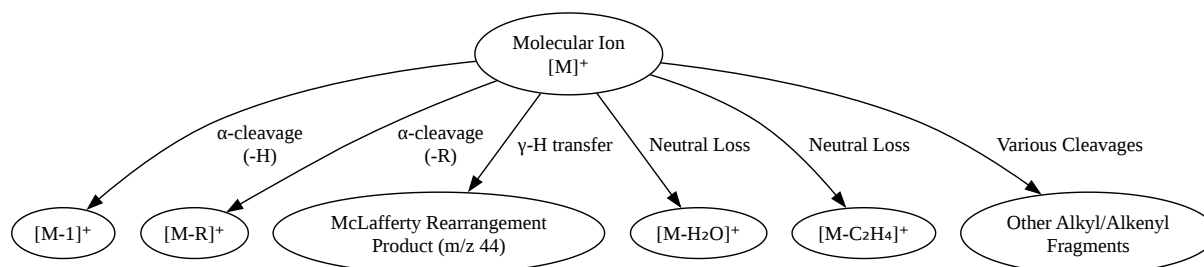 Molecular Ion
[M]⁺
α-cleavage
(-H)
α-cleavage
(-R)
γ-H transfer
Neutral Loss
Neutral Loss
Various Cleavages
[M-1]⁺
[M-R]⁺
McLafferty Rearrangement
Product (m/z 44)
[M-H₂O]⁺
[M-C₂H₄]⁺
Other Alkyl/Alkenyl
Fragments